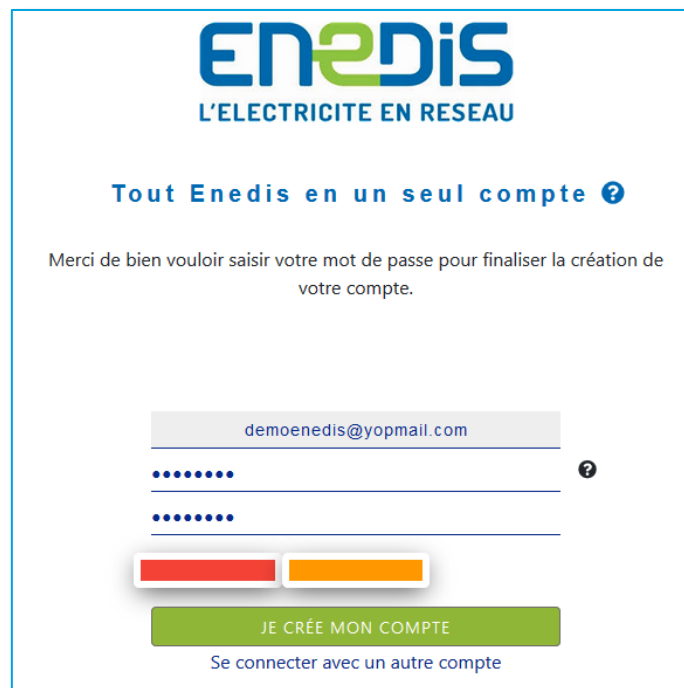 enedis
L'ELECTRICITE EN RESEAU
Tout Enedis en un seul compte ?
Merci de bien vouloir saisir votre mot de passe pour finaliser la création de
votre compte.
demoenedis@yopmail.com
•••••••• ?
••••••••
JE CRÉE MON COMPTE
Se connecter avec un autre compte